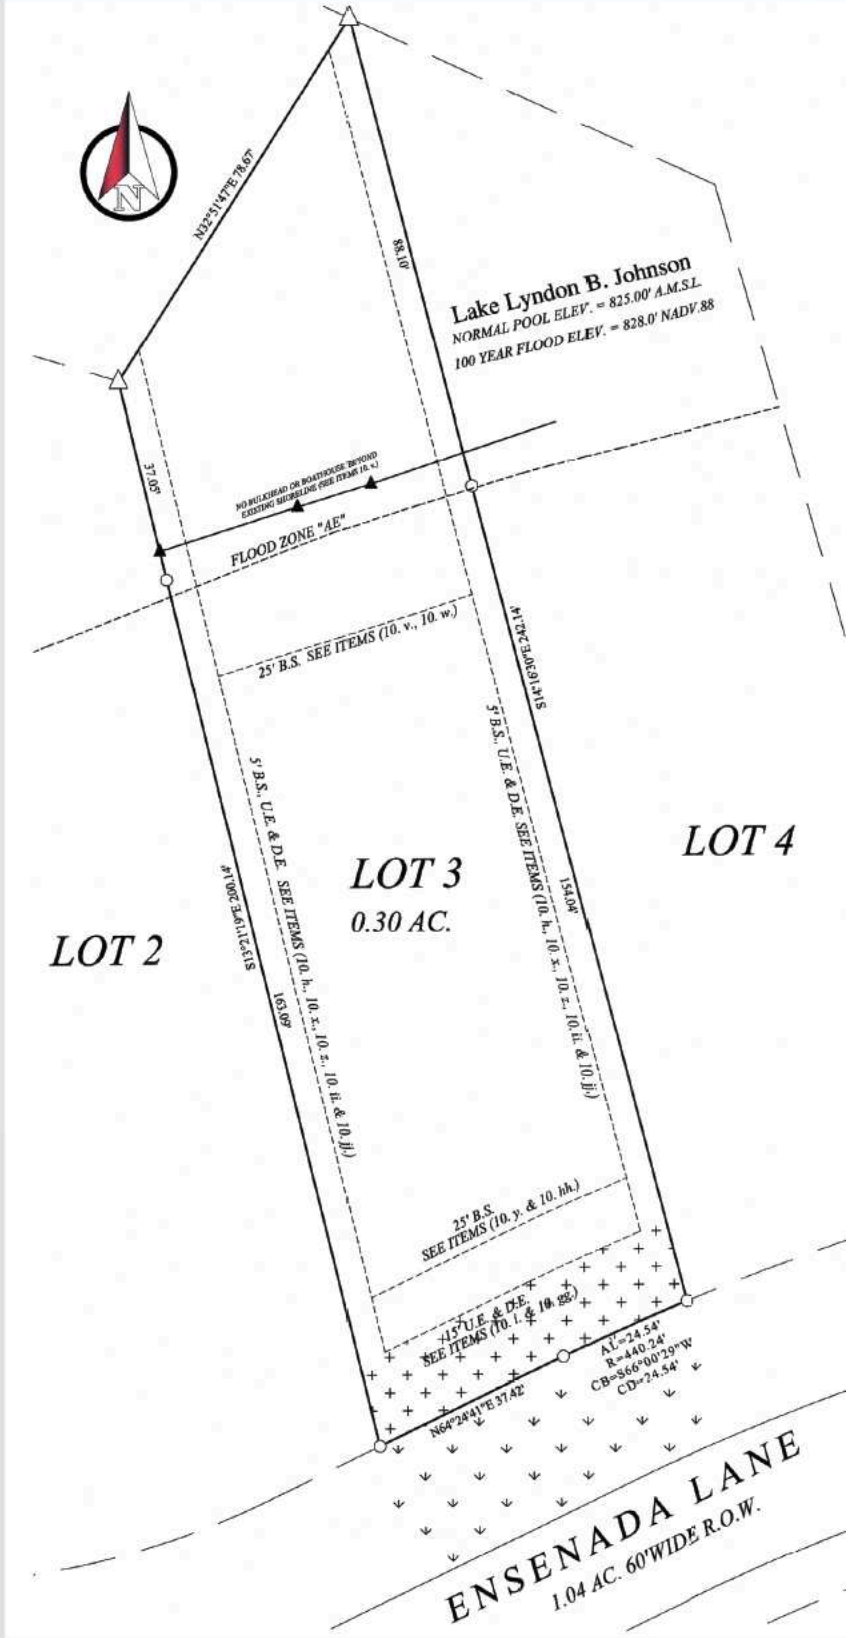 N
N32°51'47"E 78.67'
88.10'
Lake Lyndon B. Johnson
NORMAL POOL ELEV. = 825.00' A.M.S.L.
100 YEAR FLOOD ELEV. = 828.0' NADV.88
37.05'
NO BULKHEAD OR BOATHOUSE BEYOND
EXISTING SHORELINE (SEE ITEMS 10. v.)
FLOOD ZONE "AE"
25' B.S. SEE ITEMS (10. v., 10. w.)
S14°16'30"E 242.14'
5' B.S., U.E. & D.E. SEE ITEMS (10. h., 10. x., 10. z., 10. ii. & 10. jj.)
5' B.S., U.E. & D.E. SEE ITEMS (10. h., 10. x., 10. z., 10. ii. & 10. jj.)
LOT 4
LOT 3
0.30 AC.
154.04'
LOT 2
S13°21'19"E 200.14'
163.09'
25' B.S.
SEE ITEMS (10. y. & 10. hh.)
15' U.E. & D.E.
SEE ITEMS (10. i. & 10. gg.)
AL=24.54'
R=440.24'
CB=S66°00'29"W
CD=24.54'
N64°24'41"E 37.42'
ENSENADA LANE
1.04 AC. 60'WIDE R.O.W.